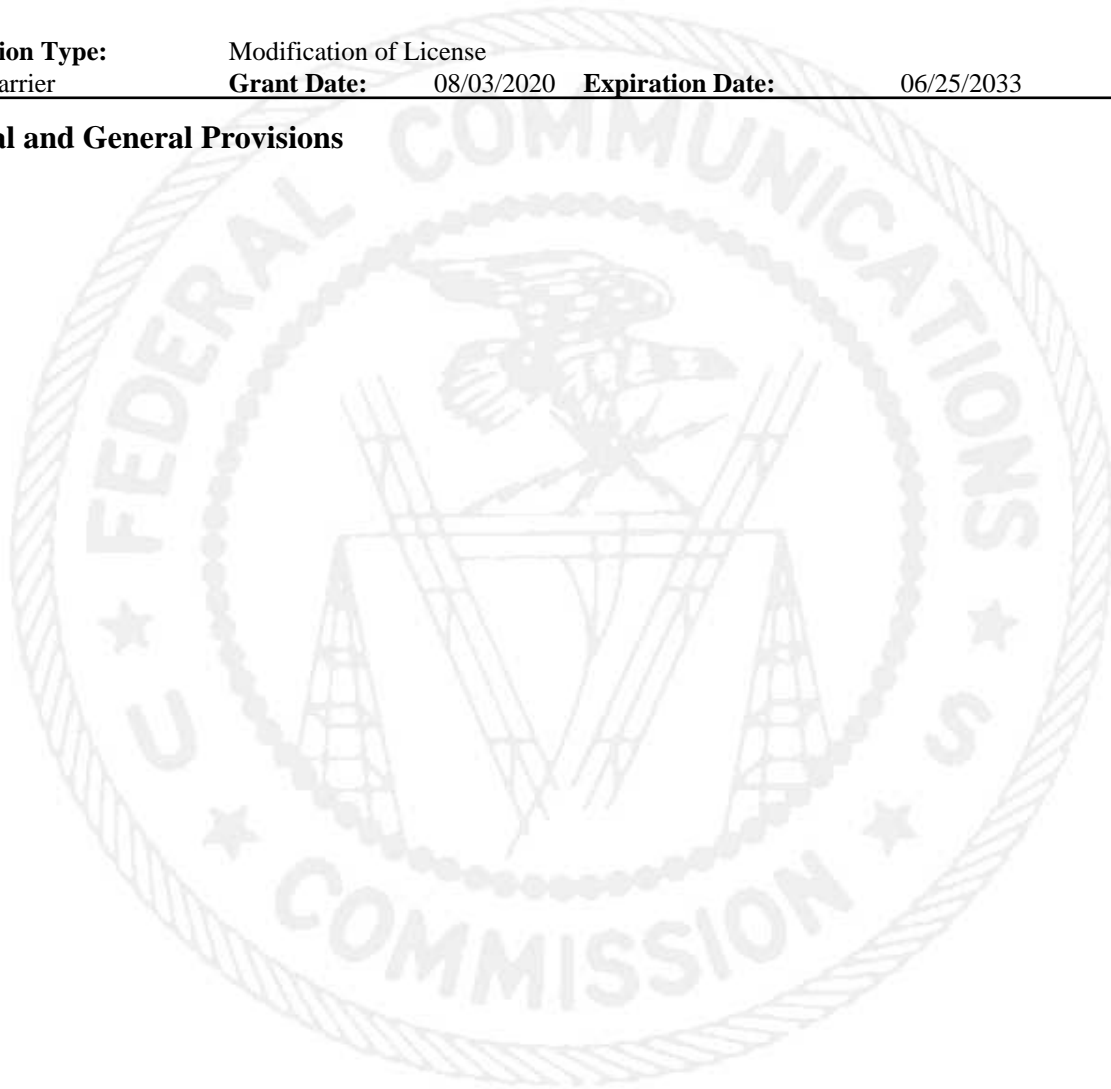 ion Type: Modification of License
arrier Grant Date: 08/03/2020 Expiration Date: 06/25/2033
al and General Provisions
FEDERAL COMMUNICATIONS
COMMISSION
U S